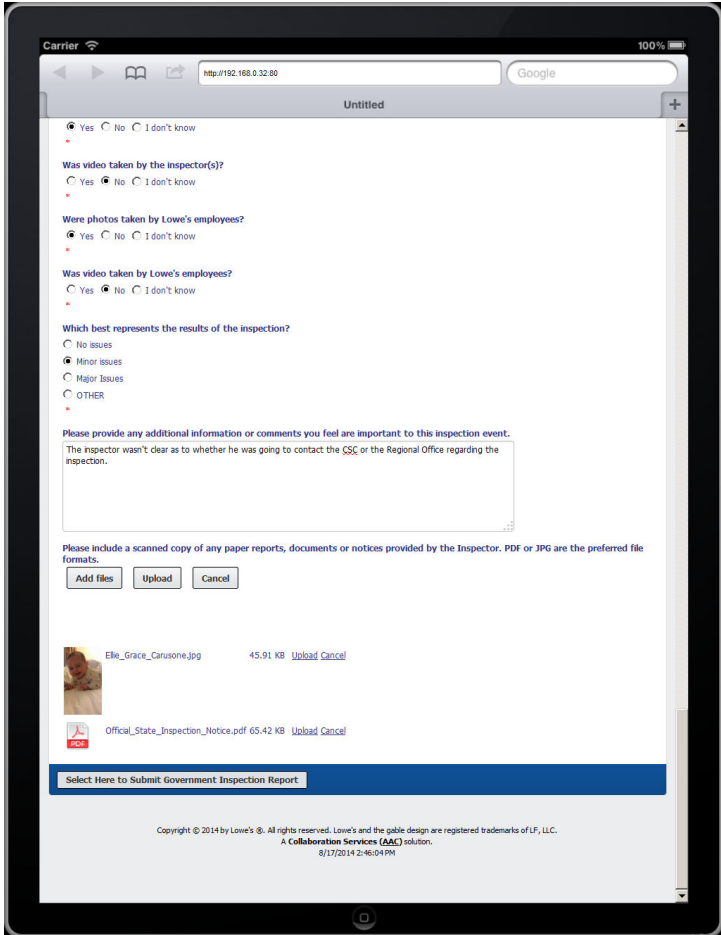 Carrier 100%
http://192.168.0.32:80 Google
Untitled +
Yes No I don't know
*
Was video taken by the inspector(s)?
Yes No I don't know
*
Were photos taken by Lowe's employees?
Yes No I don't know
*
Was video taken by Lowe's employees?
Yes No I don't know
*
Which best represents the results of the inspection?
No issues
Minor issues
Major Issues
OTHER
*
Please provide any additional information or comments you feel are important to this inspection event.
The inspector wasn't clear as to whether he was going to contact the CSC or the Regional Office regarding the
inspection.
Please include a scanned copy of any paper reports, documents or notices provided by the Inspector. PDF or JPG are the preferred file
formats.
Add files Upload Cancel
Ellie_Grace_Carusone.jpg 45.91 KB Upload Cancel
Official_State_Inspection_Notice.pdf 65.42 KB Upload Cancel
PDF
Select Here to Submit Government Inspection Report
Copyright © 2014 by Lowe's ®. All rights reserved. Lowe's and the gable design are registered trademarks of LF, LLC.
A Collaboration Services (AAC) solution.
8/17/2014 2:46:04 PM